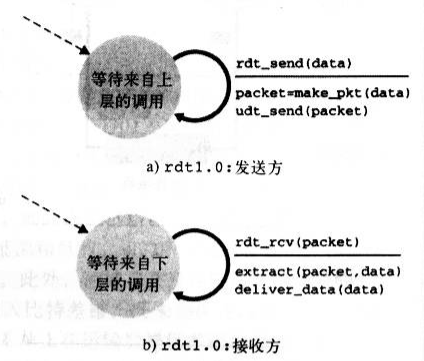 等待来自上
层的调用
rdt_send(data)
packet=make_pkt(data)
udt_send(packet)
a) rdt1.0:发送方
等待来自下
层的调用
rdt_rcv(packet)
extract(packet,data)
deliver_data(data)
b) rdt1.0:接收方